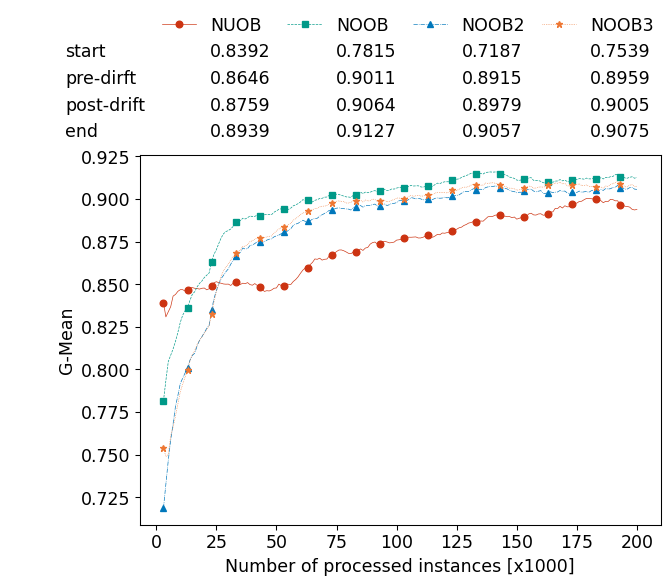 NUOB NOOB NOOB2 NOOB3
start 0.8392 0.7815 0.7187 0.7539
pre-dirft 0.8646 0.9011 0.8915 0.8959
post-drift 0.8759 0.9064 0.8979 0.9005
end 0.8939 0.9127 0.9057 0.9075
0.925
0.900
0.875
0.850
0.825
0.800
0.775
0.750
0.725
G-Mean
0 25 50 75 100 125 150 175 200
Number of processed instances [x1000]